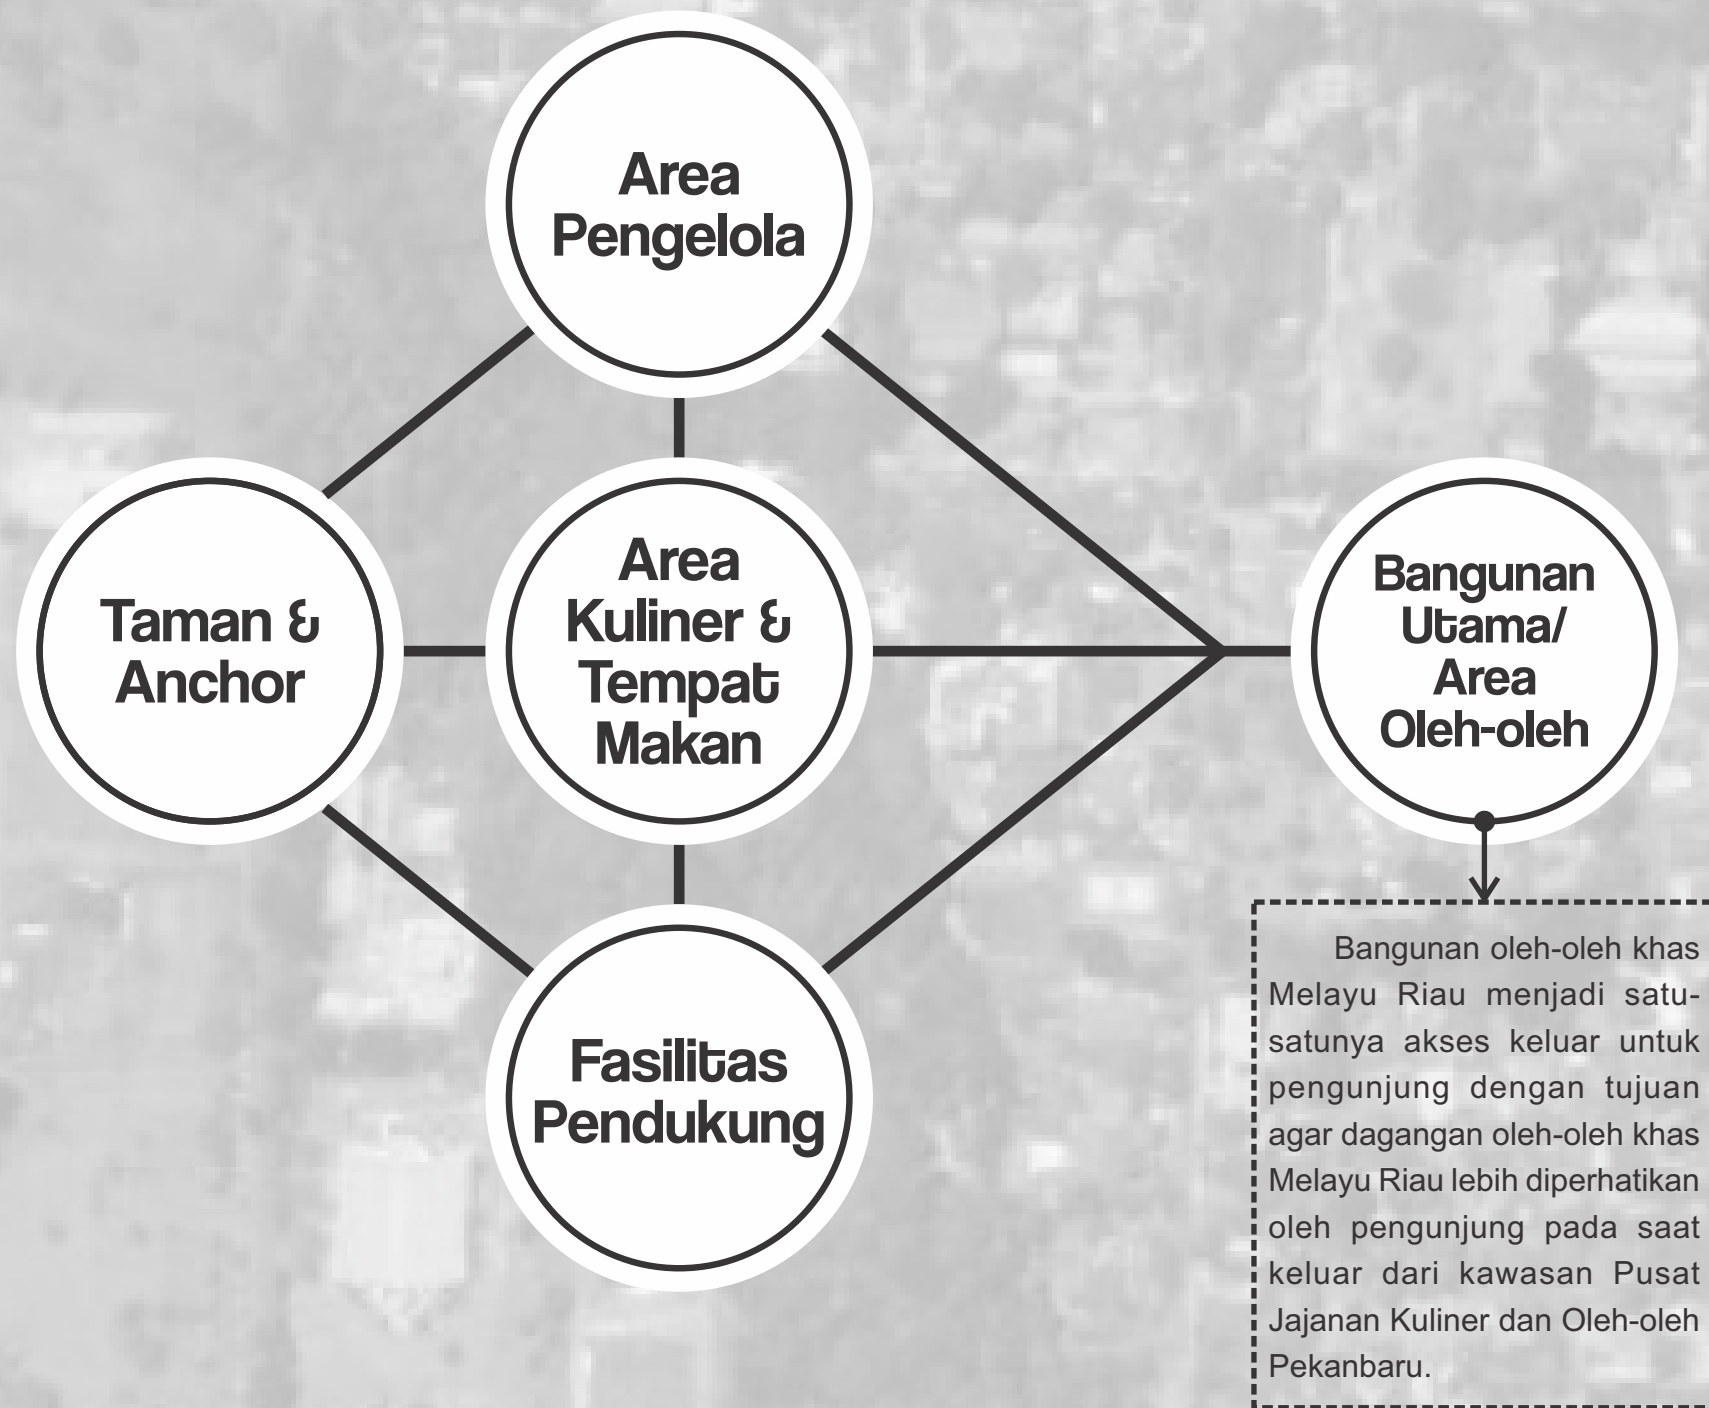 Area
Pengelola
Taman &
Anchor
Area
Kuliner &
Tempat
Makan
Bangunan
Utama/
Area
Oleh-oleh
Fasilitas
Pendukung
Bangunan oleh-oleh khas
Melayu Riau menjadi satu-
satunya akses keluar untuk
pengunjung dengan tujuan
agar dagangan oleh-oleh khas
Melayu Riau lebih diperhatikan
oleh pengunjung pada saat
keluar dari kawasan Pusat
Jajanan Kuliner dan Oleh-oleh
Pekanbaru.